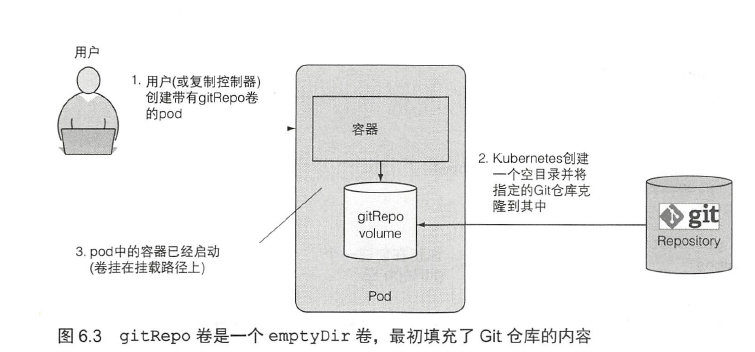 用户
1. 用户(或复制控制器)
创建带有gitRepo卷
的pod
容器
2. Kubernetes创建
一个空目录并将
指定的Git仓库克
隆到其中
gitRepo
volume
git
Repository
3. pod中的容器已经启动
(卷挂在挂载路径上)
Pod
图 6.3 gitRepo 卷是一个 emptyDir 卷，最初填充了 Git 仓库的内容